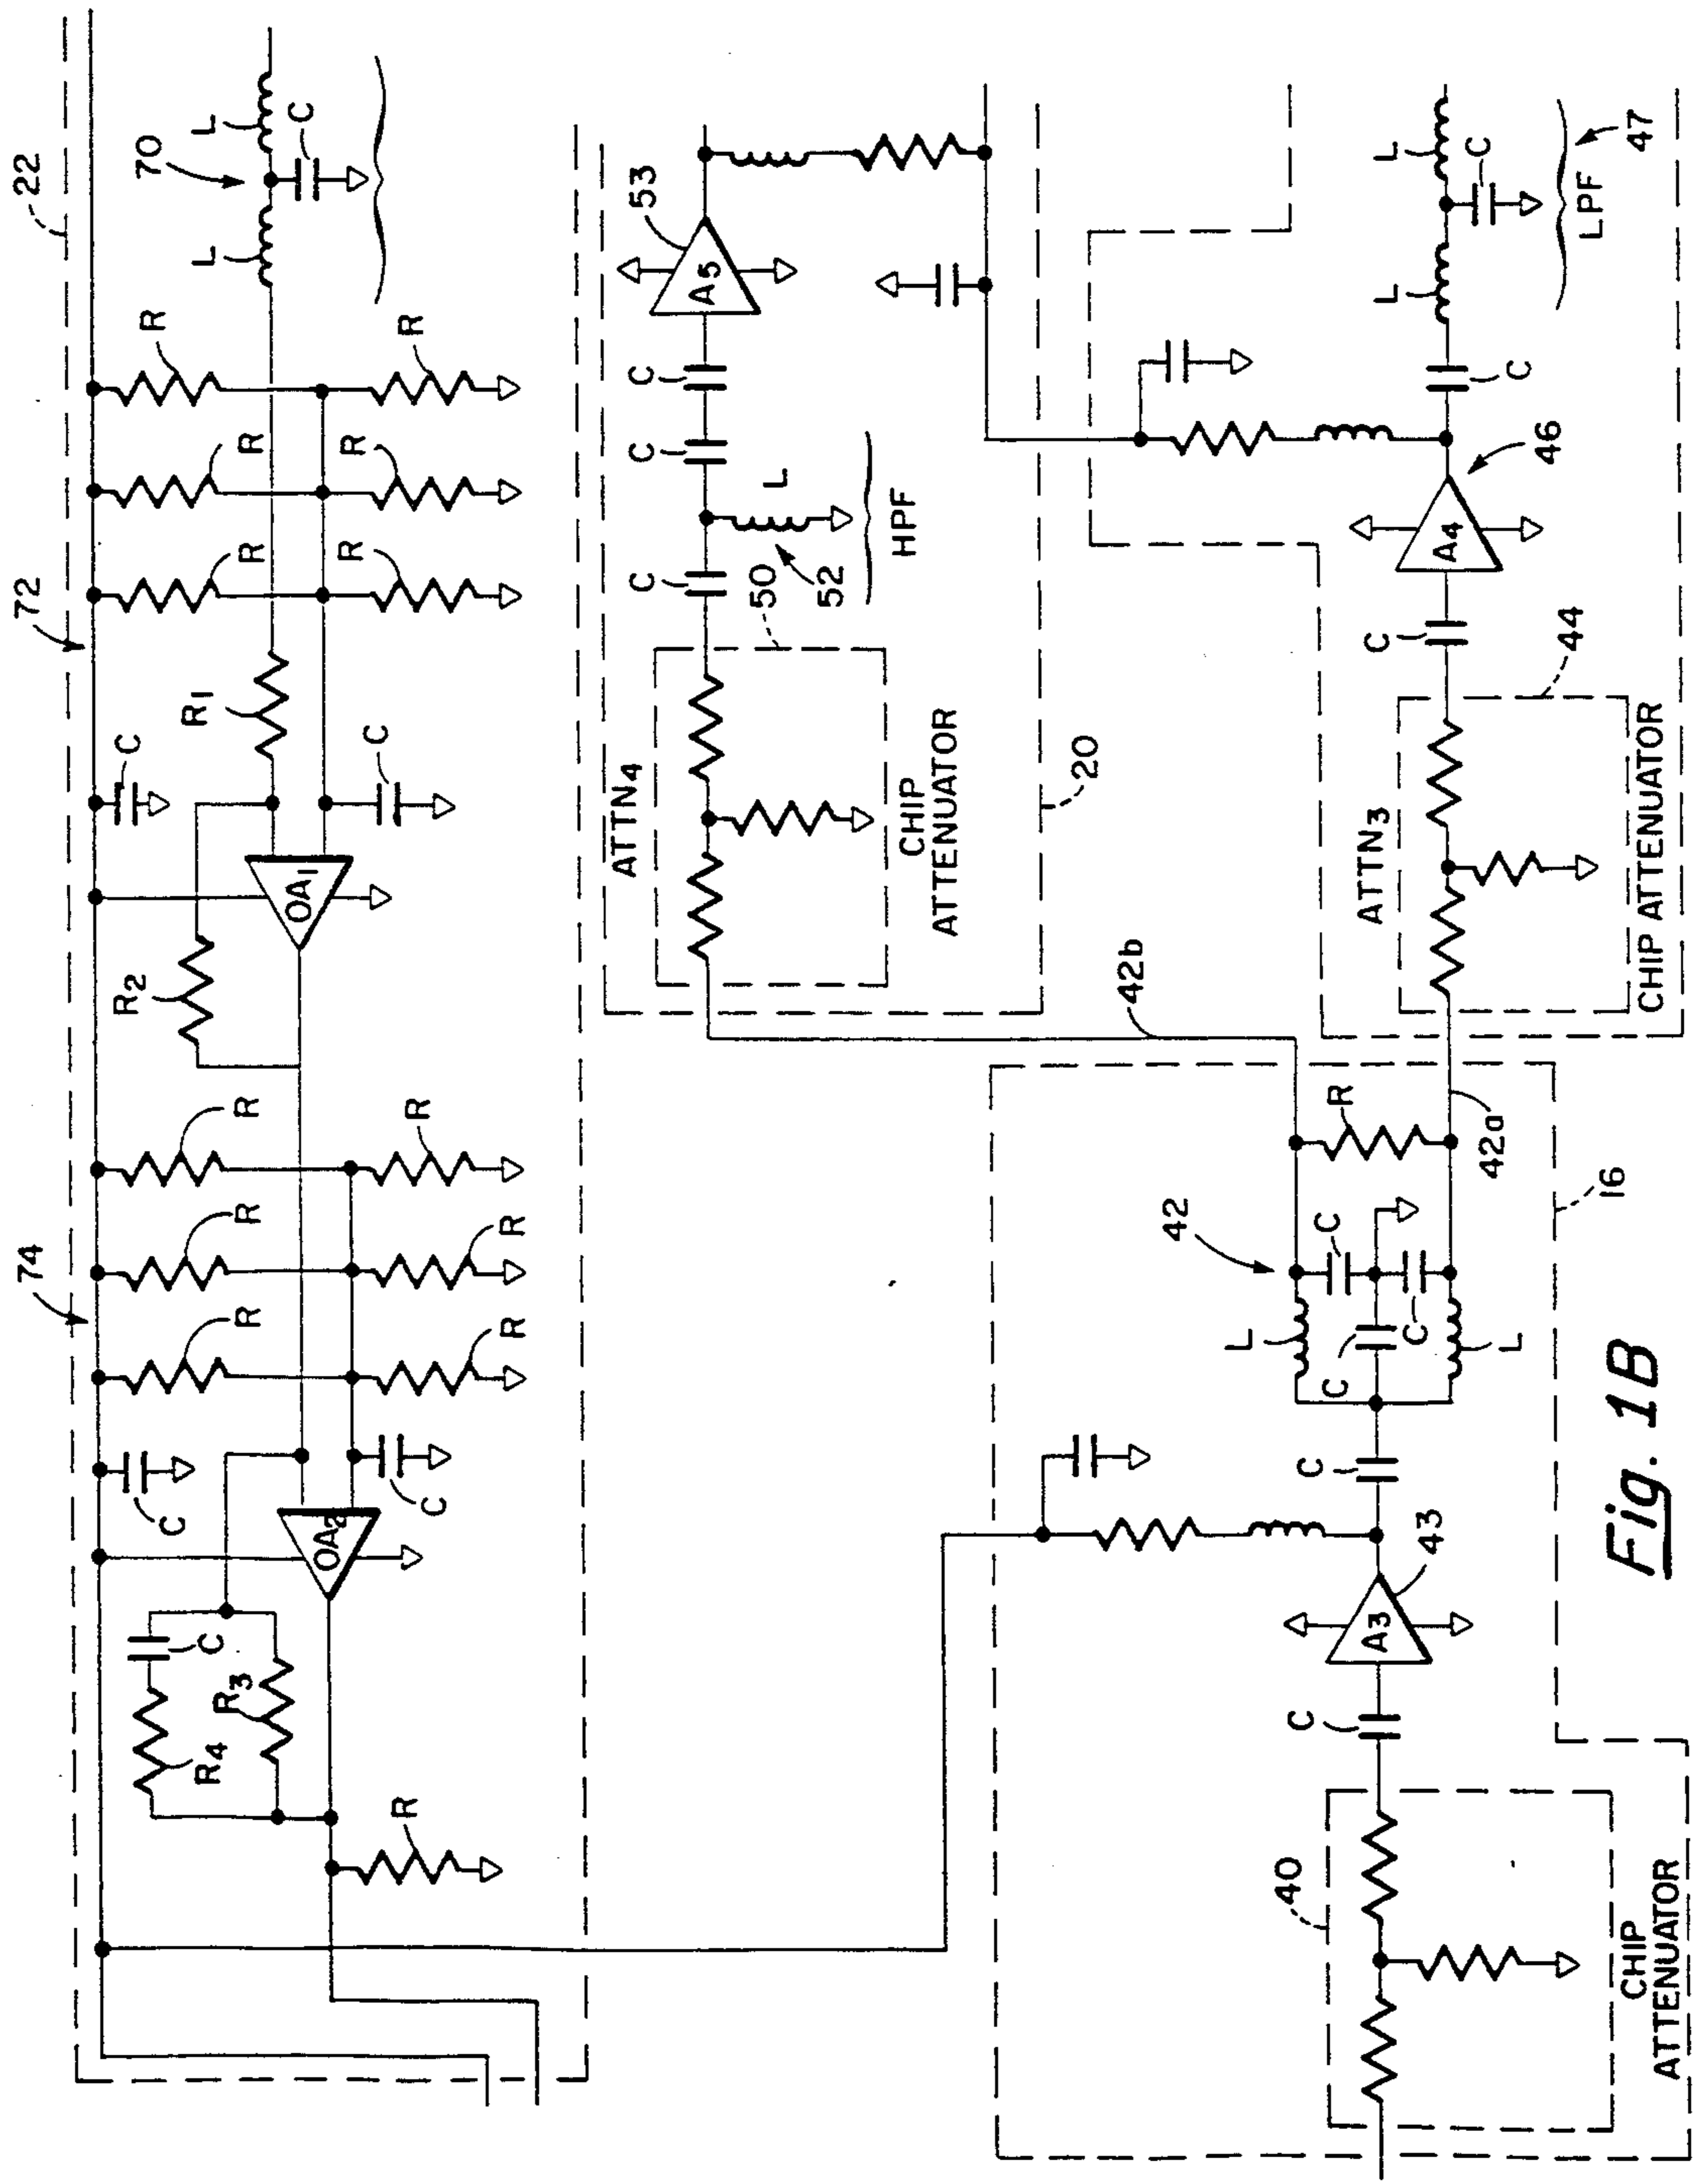 22
72
74
70
L
L
C
R
R
R
R
R
R
R1
C
C
OA1
R2
R
R
R
R
R
R
C
C
OA2
C
R3
R4
R
53
A5
C
C
C
L
HPF
52
50
ATTN4
CHIP
ATTENUATOR
20
42b
L
L
C
LPF
47
C
46
A4
C
44
ATTN3
CHIP ATTENUATOR
42
R
42a
16
L
C
C
C
L
C
43
A3
C
40
CHIP
ATTENUATOR
Fig. 1B